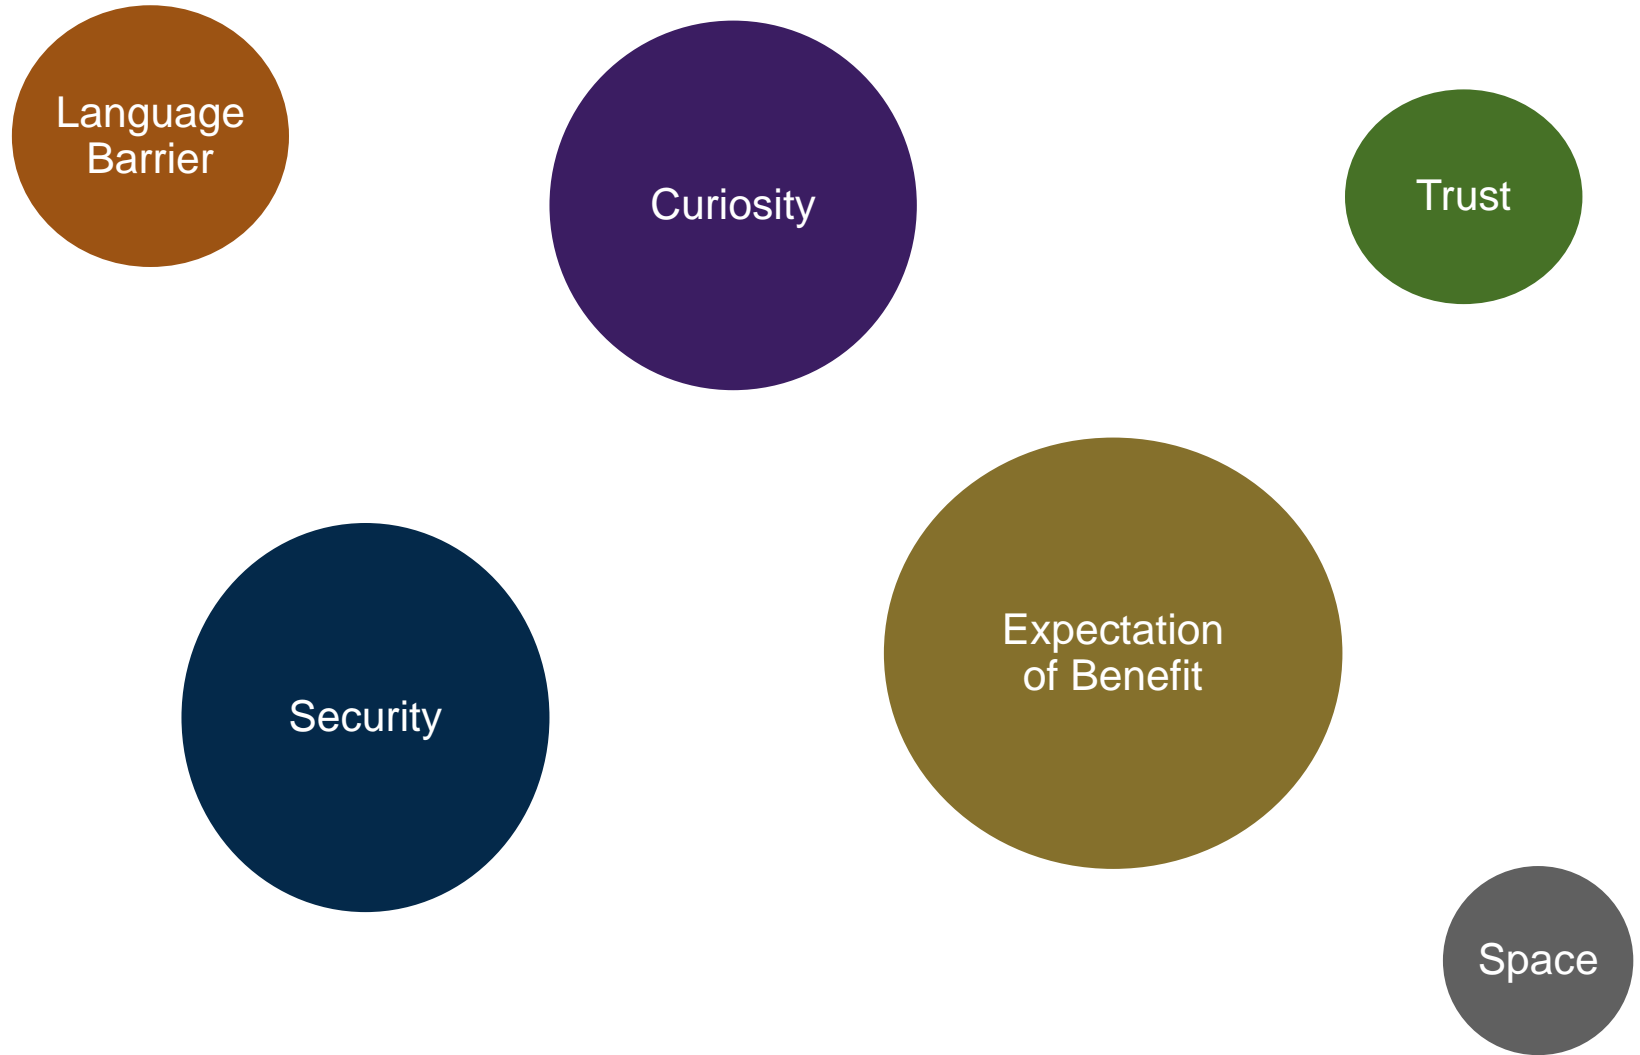 Language
Barrier
Curiosity
Trust
Expectation
of Benefit
Security
Space